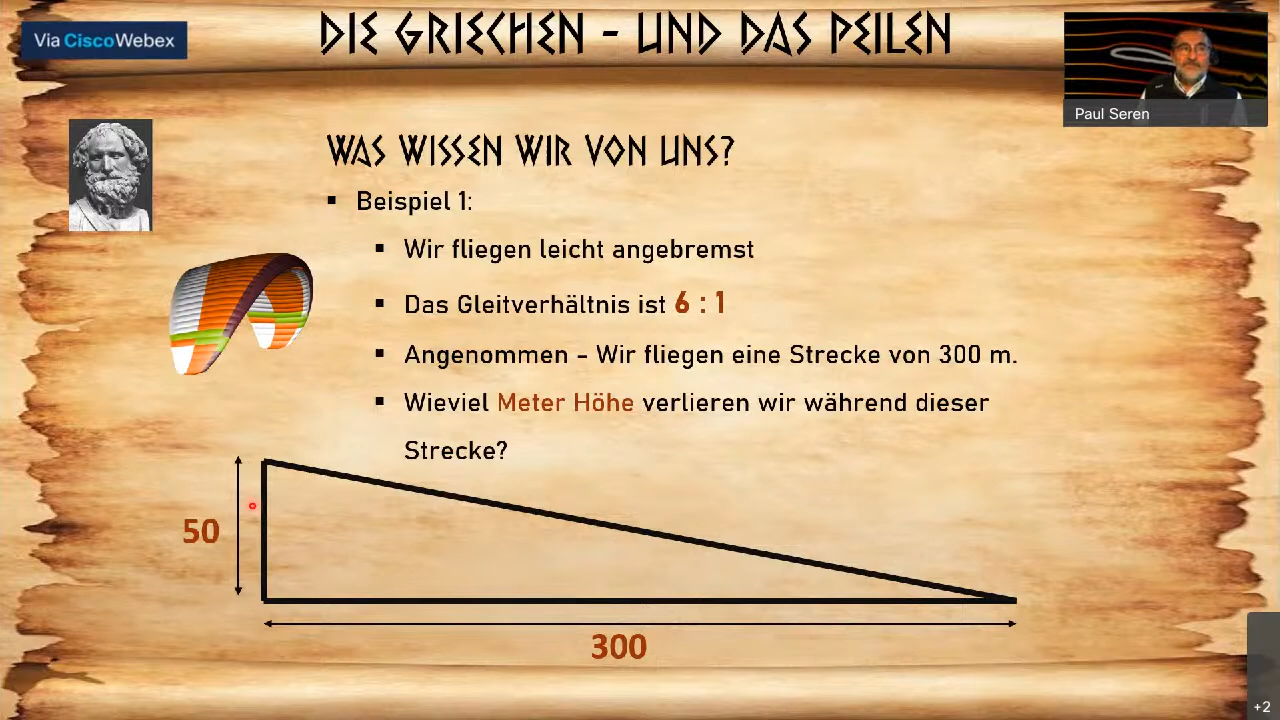 Via CiscoWebex
DIE GRIECHEN - UND DAS PEILEN
Paul Seren
WAS WISSEN WIR VON UNS?
▪ Beispiel 1:
▪ Wir fliegen leicht angebremst
▪ Das Gleitverhältnis ist 6 : 1
▪ Angenommen – Wir fliegen eine Strecke von 300 m.
▪ Wieviel Meter Höhe verlieren wir während dieser
Strecke?
50
300
+2